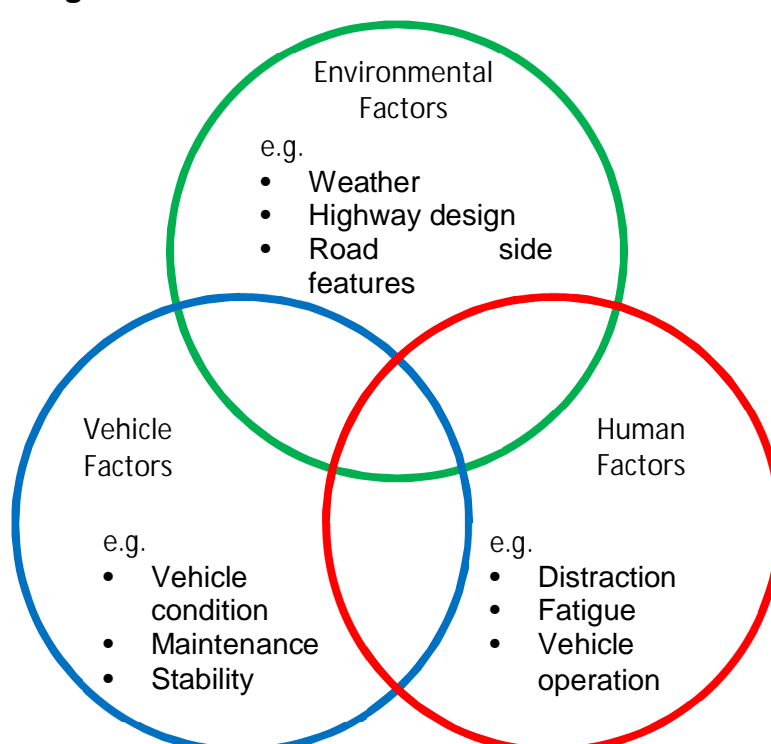 Environmental
Factors
e.g.
• Weather
• Highway design
• Road side
features
Vehicle
Factors
e.g.
• Vehicle
condition
• Maintenance
• Stability
Human
Factors
e.g.
• Distraction
• Fatigue
• Vehicle
operation